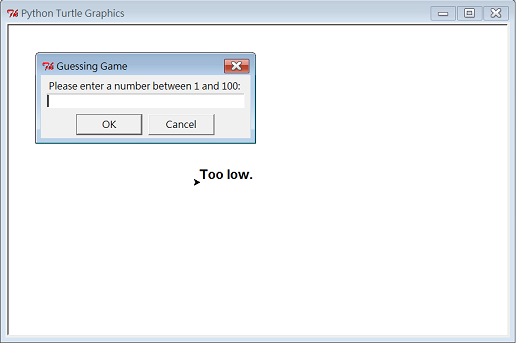 Python Turtle Graphics
Guessing Game
Please enter a number between 1 and 100:
OK
Cancel
Too low.